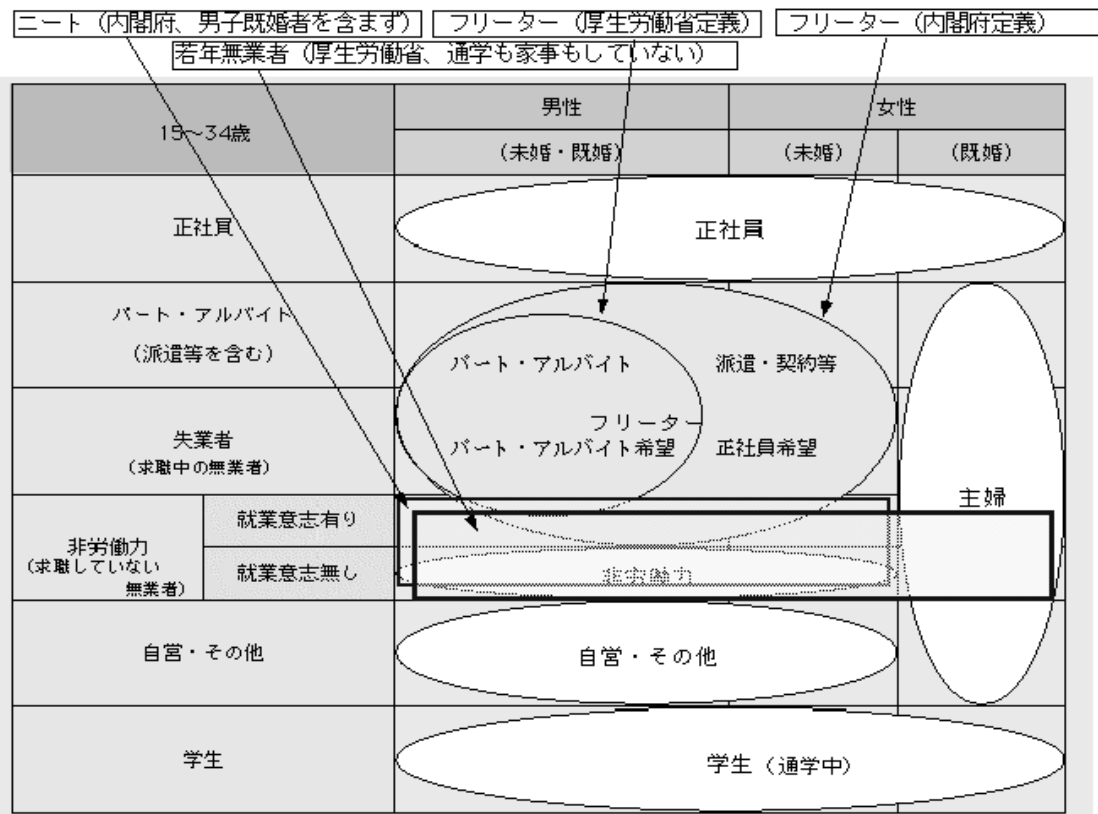 ニート（内閣府、男子既婚者を含まず）
フリーター（厚生労働省定義）
フリーター（内閣府定義）
若年無業者（厚生労働省、通学も家事もしていない）
15～34歳
男性
女性
（未婚・既婚）
（未婚）
（既婚）
正社員
正社員
パート・アルバイト
（派遣等を含む）
パート・アルバイト
派遣・契約等
フリーター
失業者
（求職中の無業者）
パート・アルバイト希望
正社員希望
主婦
非労働力
（求職していない
無業者）
就業意志有り
就業意志無し
非労働力
自営・その他
自営・その他
学生
学生（通学中）